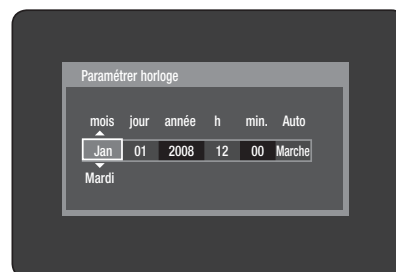 Paramétrer horloge
mois jour année h min. Auto
Jan 01 2008 12 00 Marche
Mardi